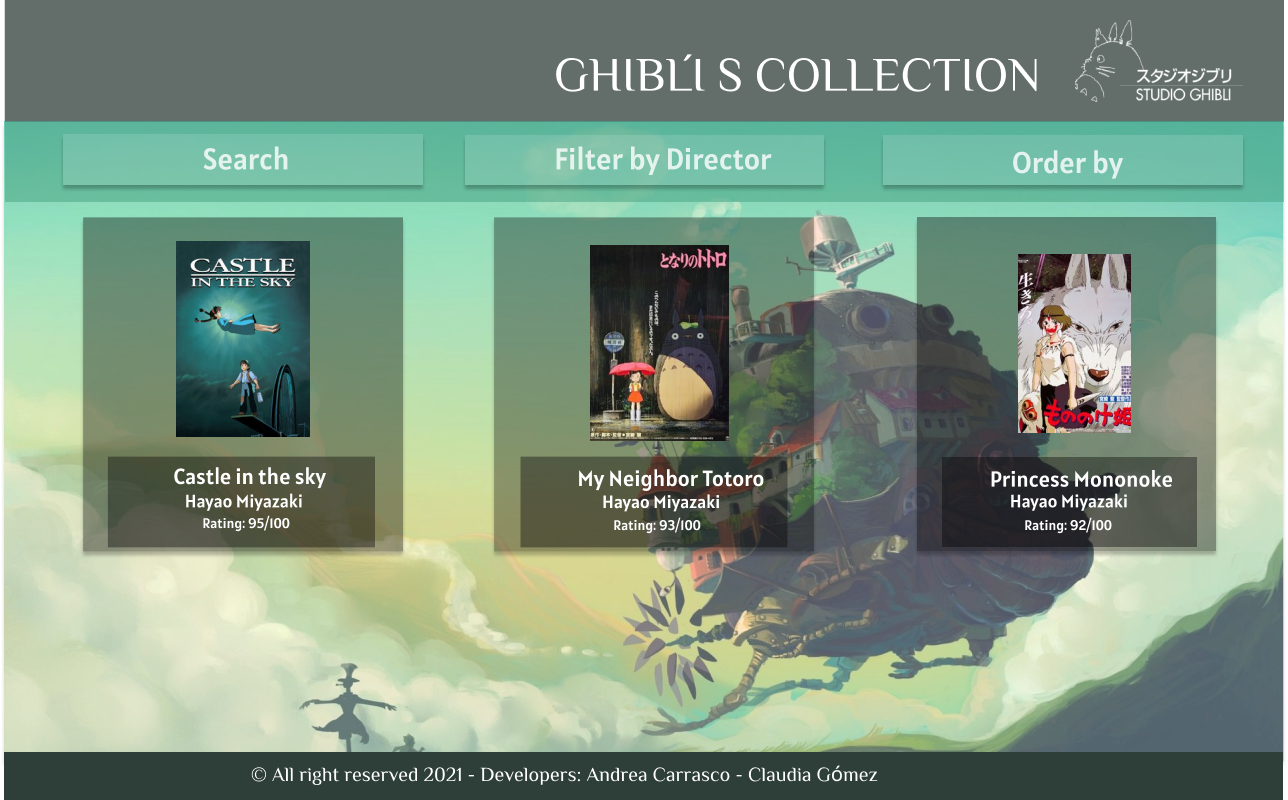 GHIBLÍ S COLLECTION
スタジオジブリ
STUDIO GHIBLI
Search
Filter by Director
Order by
CASTLE
IN THE SKY
Castle in the sky
Hayao Miyazaki
Rating: 95/100
となりのトトロ
My Neighbor Totoro
Hayao Miyazaki
Rating: 93/100
生きろ。
もののけ姫
Princess Mononoke
Hayao Miyazaki
Rating: 92/100
© All right reserved 2021 - Developers: Andrea Carrasco - Claudia Gómez